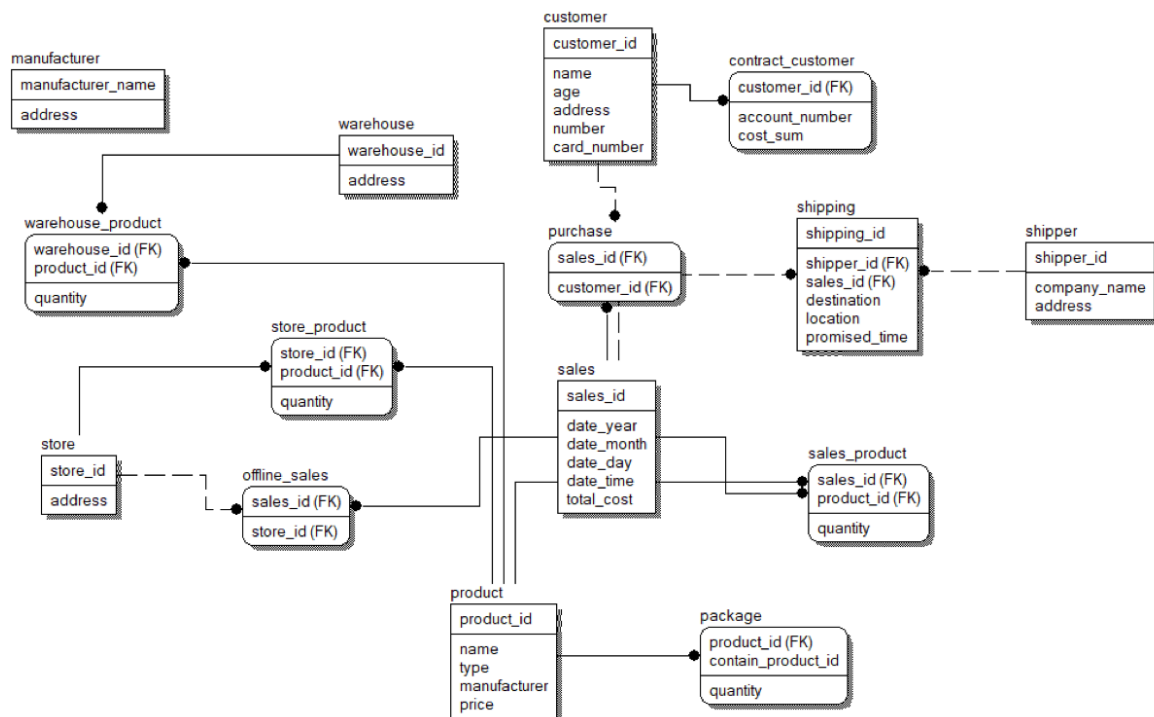 customer
customer_id
name
age
address
number
card_number
manufacturer
manufacturer_name
address
contract_customer
customer_id (FK)
account_number
cost_sum
warehouse
warehouse_id
address
warehouse_product
warehouse_id (FK)
product_id (FK)
quantity
purchase
sales_id (FK)
customer_id (FK)
shipping
shipping_id
shipper_id (FK)
sales_id (FK)
destination
location
promised_time
shipper
shipper_id
company_name
address
store_product
store_id (FK)
product_id (FK)
quantity
sales
sales_id
date_year
date_month
date_day
date_time
total_cost
store
store_id
address
offline_sales
sales_id (FK)
store_id (FK)
sales_product
sales_id (FK)
product_id (FK)
quantity
product
product_id
name
type
manufacturer
price
package
product_id (FK)
contain_product_id
quantity